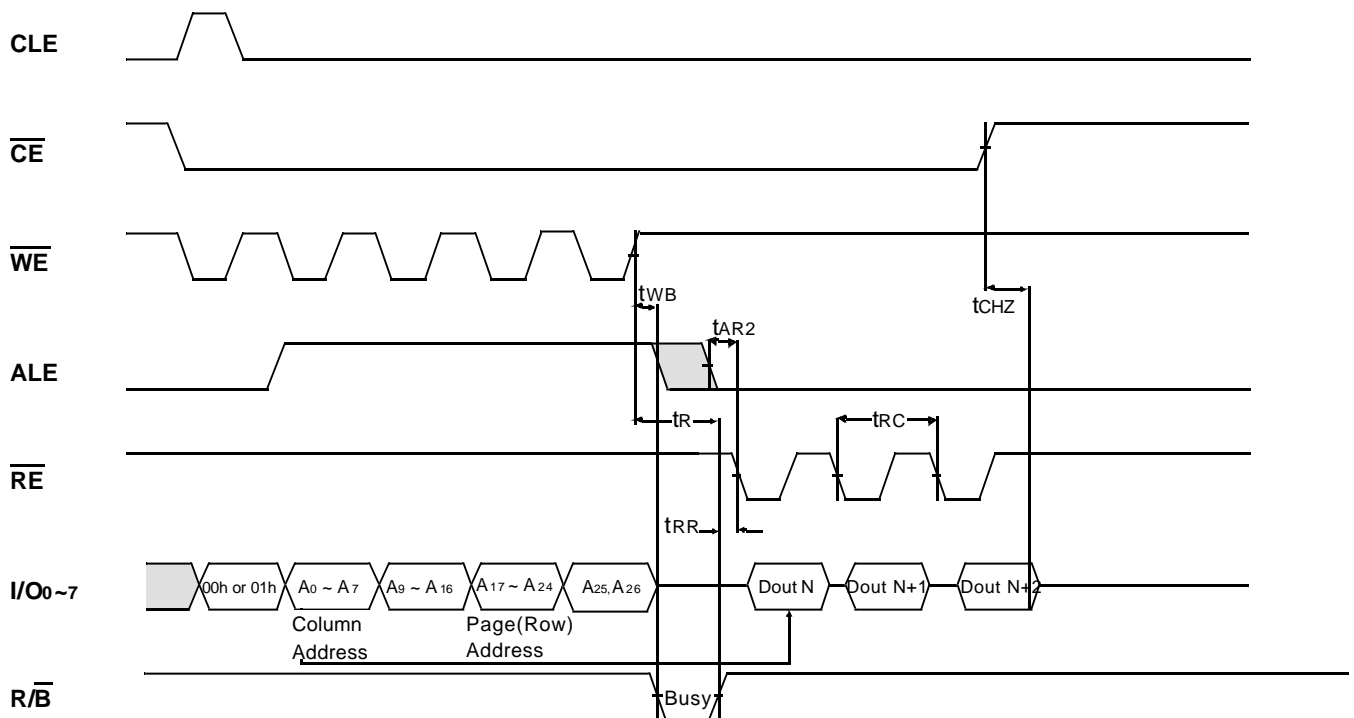 CLE
CE
WE
tWB
tCHZ
tAR2
ALE
tR
tRC
RE
tRR
I/O0~7
00h or 01h
A0 ~ A7
A9 ~ A16
A17 ~ A24
A25, A26
Dout N
Dout N+1
Dout N+2
Column
Address
Page(Row)
Address
R/B
Busy